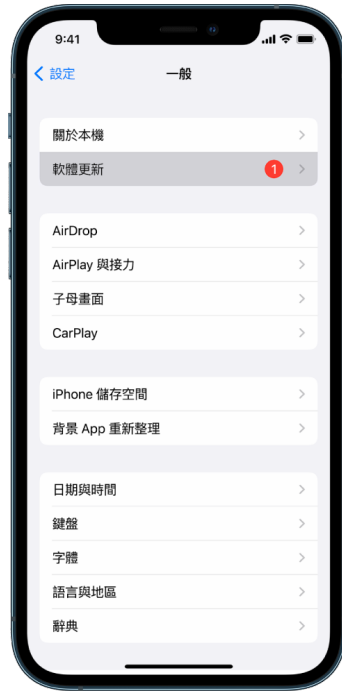 9:41
設定
一般
關於本機
軟體更新
1
AirDrop
AirPlay 與接力
子母畫面
CarPlay
iPhone 儲存空間
背景 App 重新整理
日期與時間
鍵盤
字體
語言與地區
辭典